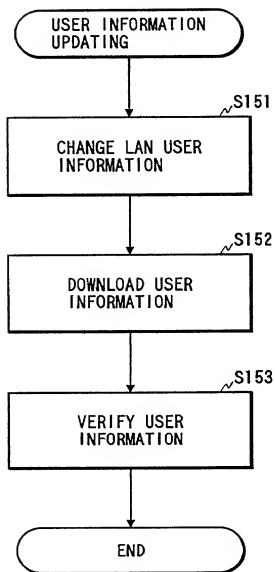 USER INFORMATION
UPDATING
S151
CHANGE LAN USER
INFORMATION
S152
DOWNLOAD USER
INFORMATION
S153
VERIFY USER
INFORMATION
END